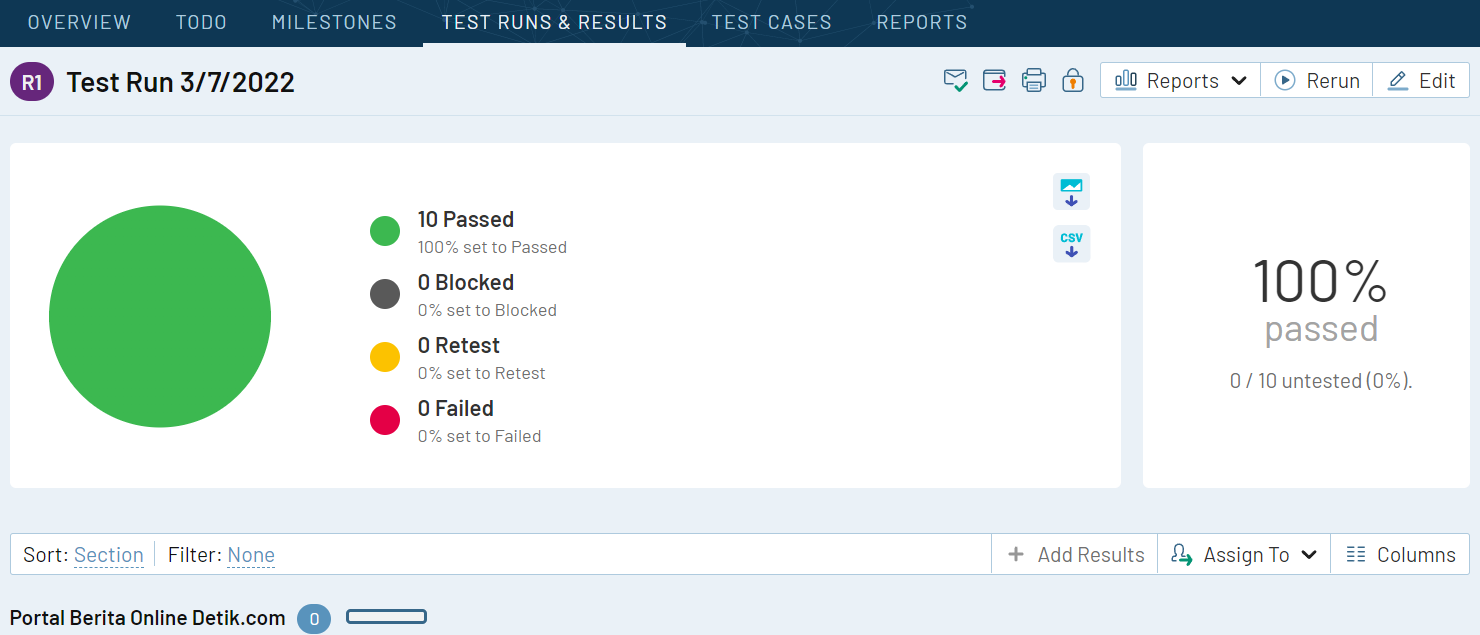 OVERVIEW TODO MILESTONES TEST RUNS & RESULTS TEST CASES REPORTS
R1 Test Run 3/7/2022 Reports Rerun Edit
10 Passed
100% set to Passed
0 Blocked
0% set to Blocked
0 Retest
0% set to Retest
0 Failed
0% set to Failed
CSV
100%
passed
0 / 10 untested (0%).
Sort: Section Filter: None + Add Results Assign To Columns
Portal Berita Online Detik.com 0